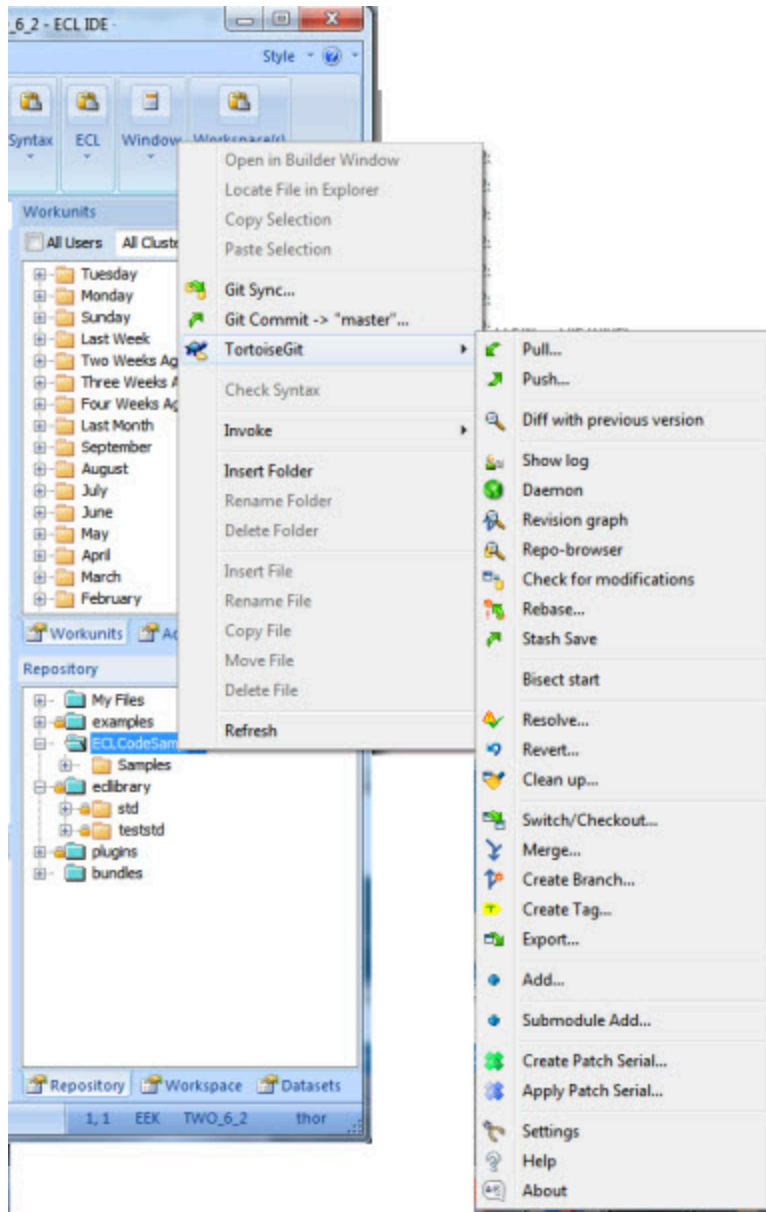 _6_2 - ECL IDE -
Style
Syntax ECL Window Workspace(s)
Workunits
All Users All Cluste
Tuesday
Monday
Sunday
Last Week
Two Weeks Ag
Three Weeks A
Four Weeks Ag
Last Month
September
August
July
June
May
April
March
February
Workunits Ac
Repository
My Files
examples
ECLCodeSam
Samples
eclibrary
std
teststd
plugins
bundles
Repository Workspace Datasets
1, 1 EEK TWO_6_2 thor
Open in Builder Window
Locate File in Explorer
Copy Selection
Paste Selection
Git Sync...
Git Commit -> "master"...
TortoiseGit
Check Syntax
Invoke
Insert Folder
Rename Folder
Delete Folder
Insert File
Rename File
Copy File
Move File
Delete File
Refresh
Pull...
Push...
Diff with previous version
Show log
Daemon
Revision graph
Repo-browser
Check for modifications
Rebase...
Stash Save
Bisect start
Resolve...
Revert...
Clean up...
Switch/Checkout...
Merge...
Create Branch...
Create Tag...
Export...
Add...
Submodule Add...
Create Patch Serial...
Apply Patch Serial...
Settings
Help
About